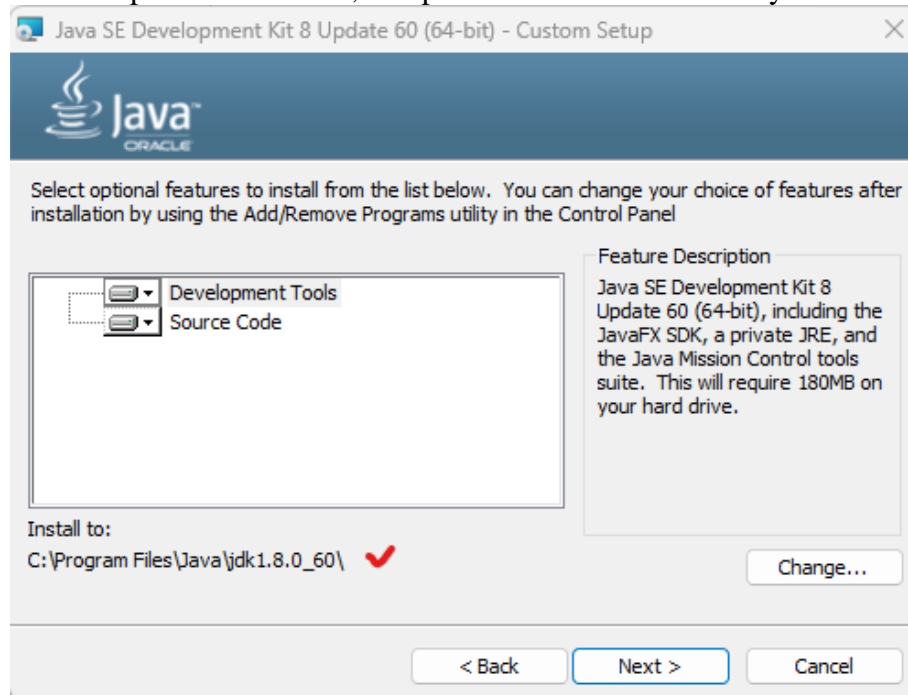 Java SE Development Kit 8 Update 60 (64-bit) - Custom Setup
Java™
ORACLE
Select optional features to install from the list below. You can change your choice of features after
installation by using the Add/Remove Programs utility in the Control Panel
Development Tools
Source Code
Feature Description
Java SE Development Kit 8
Update 60 (64-bit), including the
JavaFX SDK, a private JRE, and
the Java Mission Control tools
suite. This will require 180MB on
your hard drive.
Install to:
C:\Program Files\Java\jdk1.8.0_60\
Change...
< Back
Next >
Cancel